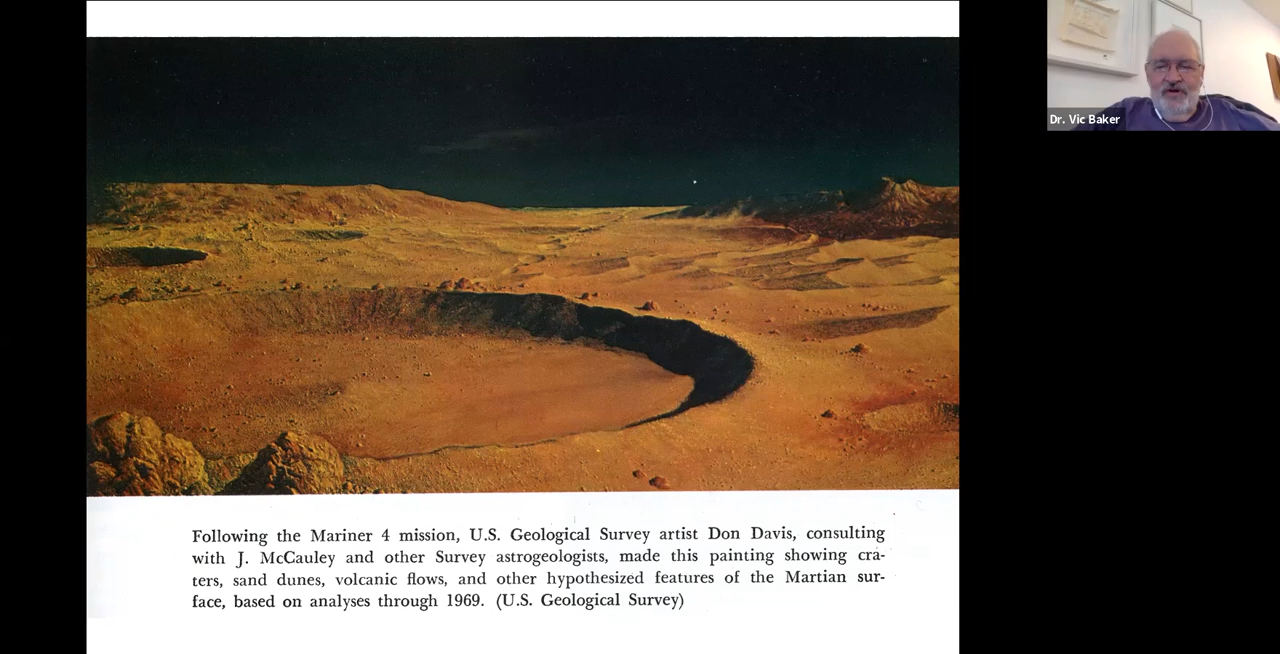 Dr. Vic Baker
Following the Mariner 4 mission, U.S. Geological Survey artist Don Davis, consulting
with J. McCauley and other Survey astrogeologists, made this painting showing cra-
ters, sand dunes, volcanic flows, and other hypothesized features of the Martian sur-
face, based on analyses through 1969. (U.S. Geological Survey)